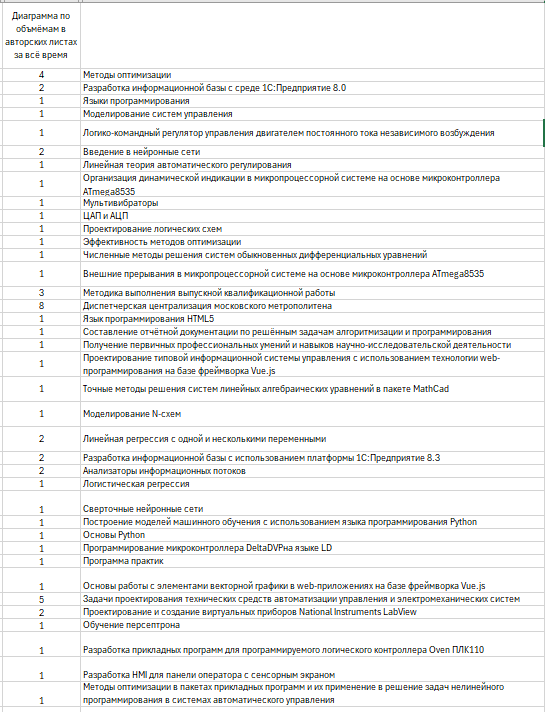 Диаграмма по
объёмам в
авторских листах
за всё время
4 Методы оптимизации
2 Разработка информационной базы с среде 1С:Предприятие 8.0
1 Языки программирования
1 Моделирование систем управления
1 Логико-командный регулятор управления двигателем постоянного тока независимого возбуждения
2 Введение в нейронные сети
1 Линейная теория автоматического регулирования
1 Организация динамической индикации в микропроцессорной системе на основе микроконтроллера
ATmega8535
1 Мультивибраторы
1 ЦАП и АЦП
1 Проектирование логических схем
1 Эффективность методов оптимизации
1 Численные методы решения систем обыкновенных дифференциальных уравнений
1 Внешние прерывания в микропроцессорной системе на основе микроконтроллера ATmega8535
3 Методика выполнения выпускной квалификационной работы
8 Диспетчерская централизация московского метрополитена
1 Язык программирования HTML5
1 Составление отчётной документации по решённым задачам алгоритмизации и программирования
1 Получение первичных профессиональных умений и навыков научно-исследовательской деятельности
1 Проектирование типовой информационной системы управления с использованием технологии web-
программирования на базе фреймворка Vue.js
1 Точные методы решения систем линейных алгебраических уравнений в пакете MathCad
1 Моделирование N-схем
2 Линейная регрессия с одной и несколькими переменными
2 Разработка информационной базы с использованием платформы 1С:Предприятие 8.3
2 Анализаторы информационных потоков
1 Логистическая регрессия
1 Сверточные нейронные сети
1 Построение моделей машинного обучения с использованием языка программирования Python
1 Основы Python
1 Программирование микроконтроллера DeltaDVPна языке LD
1 Программа практик
1 Основы работы с элементами векторной графики в web-приложениях на базе фреймворка Vue.js
5 Задачи проектирования технических средств автоматизации управления и электромеханических систем
2 Проектирование и создание виртуальных приборов National Instruments LabView
1 Обучение персептрона
1 Разработка прикладных программ для программируемого логического контроллера Oven ПЛК110
1 Разработка HMI для панели оператора с сенсорным экраном
1 Методы оптимизации в пакетах прикладных программ и их применение в решение задач нелинейного
программирования в системах автоматического управления